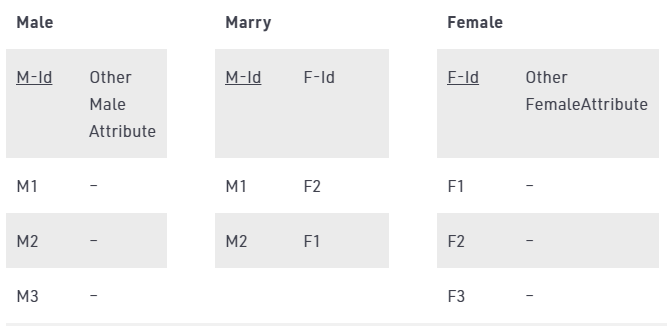 Male Marry Female
M-Id Other M-Id F-Id F-Id Other
Male FemaleAttribute
Attribute
M1 – M1 F2 F1 –
M2 – M2 F1 F2 –
M3 – F3 –